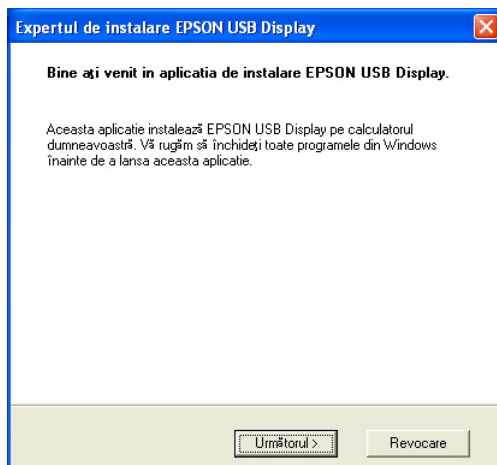 Expertul de instalare EPSON USB Display
Bine aţi venit in aplicatia de instalare EPSON USB Display.
Aceasta aplicatie instalează EPSON USB Display pe calculatorul
dumneavoastră. Vă rugăm să închideţi toate programele din Windows
înainte de a lansa aceasta aplicatie.
Următorul >
Revocare